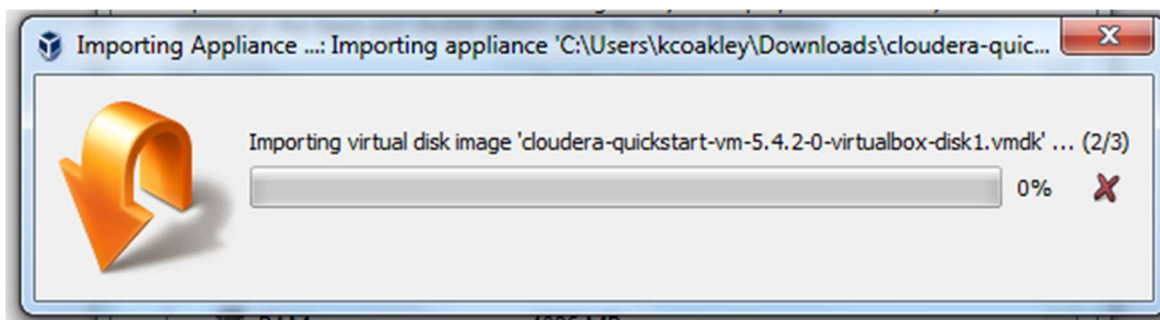 Importing Appliance ...: Importing appliance 'C:\Users\kcoakley\Downloads\cloudera-quic...
Importing virtual disk image 'cloudera-quickstart-vm-5.4.2-0-virtualbox-disk1.vmdk' ... (2/3)
0%